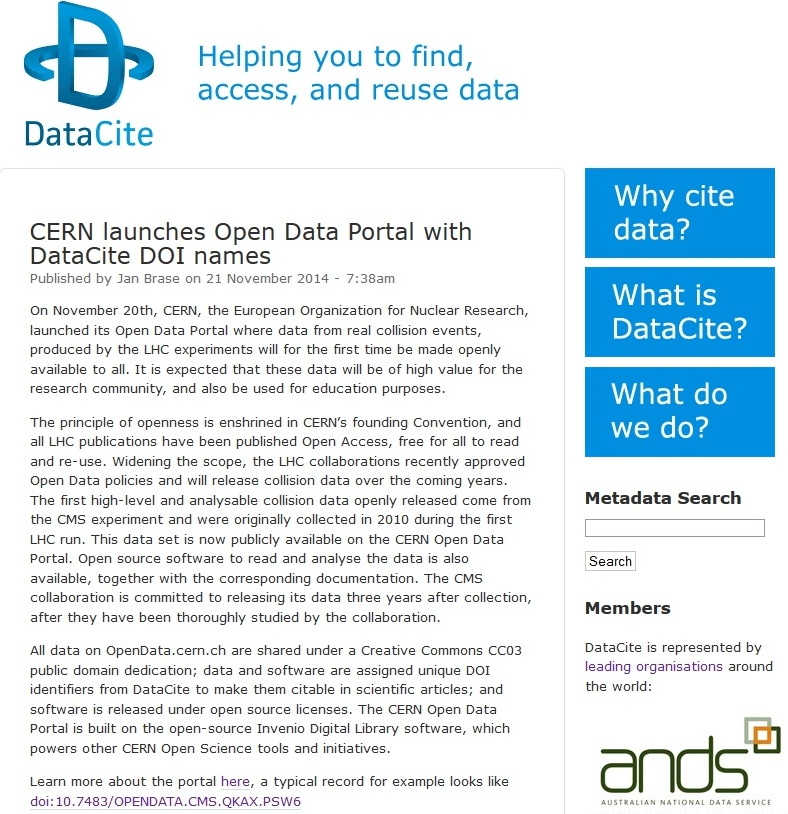 DataCite
Helping you to find,
access, and reuse data
CERN launches Open Data Portal with
DataCite DOI names
Published by Jan Brase on 21 November 2014 - 7:38am
On November 20th, CERN, the European Organization for Nuclear Research,
launched its Open Data Portal where data from real collision events,
produced by the LHC experiments will for the first time be made openly
available to all. It is expected that these data will be of high value for the
research community, and also be used for education purposes.
The principle of openness is enshrined in CERN’s founding Convention, and
all LHC publications have been published Open Access, free for all to read
and re-use. Widening the scope, the LHC collaborations recently approved
Open Data policies and will release collision data over the coming years.
The first high-level and analysable collision data openly released come from
the CMS experiment and were originally collected in 2010 during the first
LHC run. This data set is now publicly available on the CERN Open Data
Portal. Open source software to read and analyse the data is also
available, together with the corresponding documentation. The CMS
collaboration is committed to releasing its data three years after collection,
after they have been thoroughly studied by the collaboration.
All data on OpenData.cern.ch are shared under a Creative Commons CC03
public domain dedication; data and software are assigned unique DOI
identifiers from DataCite to make them citable in scientific articles; and
software is released under open source licenses. The CERN Open Data
Portal is built on the open-source Invenio Digital Library software, which
powers other CERN Open Science tools and initiatives.
Learn more about the portal here, a typical record for example looks like
doi:10.7483/OPENDATA.CMS.QKAX.PSW6
Why cite
data?
What is
DataCite?
What do
we do?
Metadata Search
Search
Members
DataCite is represented by
leading organisations around
the world:
ands
AUSTRALIAN NATIONAL DATA SERVICE